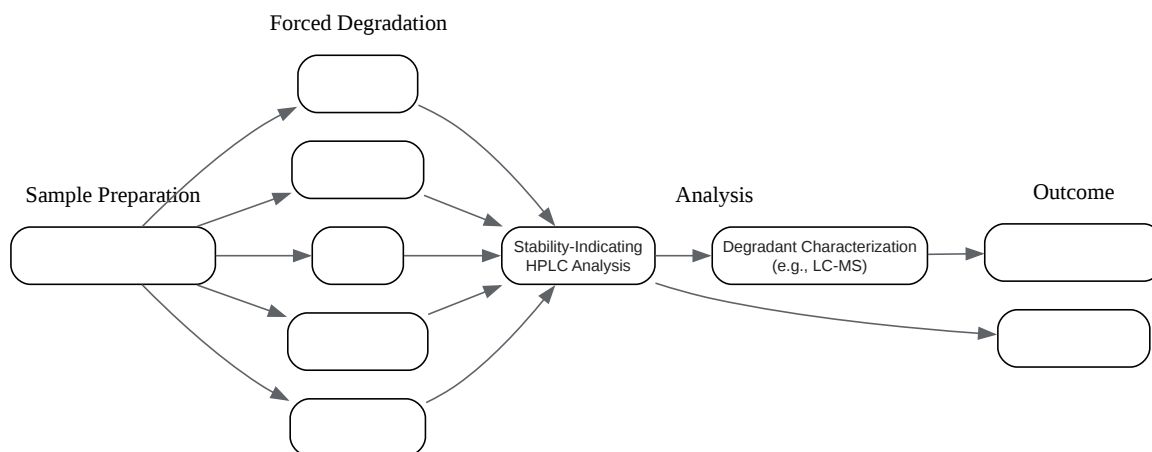 Forced Degradation
Sample Preparation
Analysis
Outcome
Stability-Indicating
HPLC Analysis
Degradant Characterization
(e.g., LC-MS)